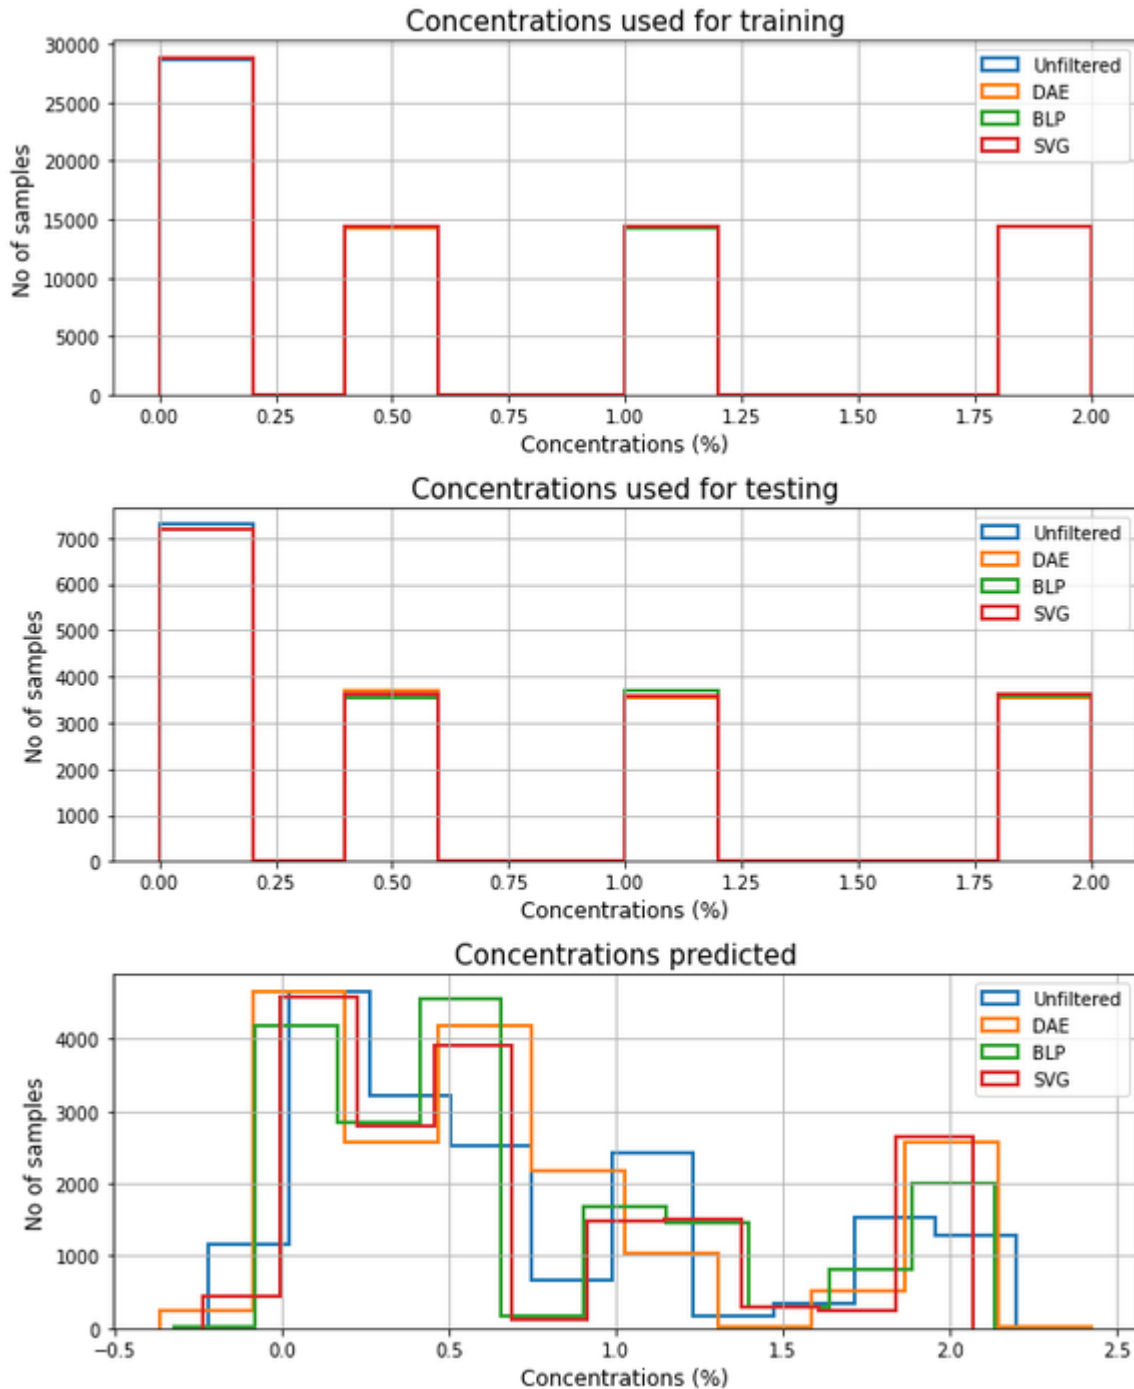 Concentrations used for training
30000
25000
20000
15000
10000
5000
0
No of samples
Unfiltered
DAE
BLP
SVG
0.00 0.25 0.50 0.75 1.00 1.25 1.50 1.75 2.00
Concentrations (%)
Concentrations used for testing
7000
6000
5000
4000
3000
2000
1000
0
No of samples
Unfiltered
DAE
BLP
SVG
0.00 0.25 0.50 0.75 1.00 1.25 1.50 1.75 2.00
Concentrations (%)
Concentrations predicted
4000
3000
2000
1000
0
No of samples
Unfiltered
DAE
BLP
SVG
−0.5 0.0 0.5 1.0 1.5 2.0 2.5
Concentrations (%)